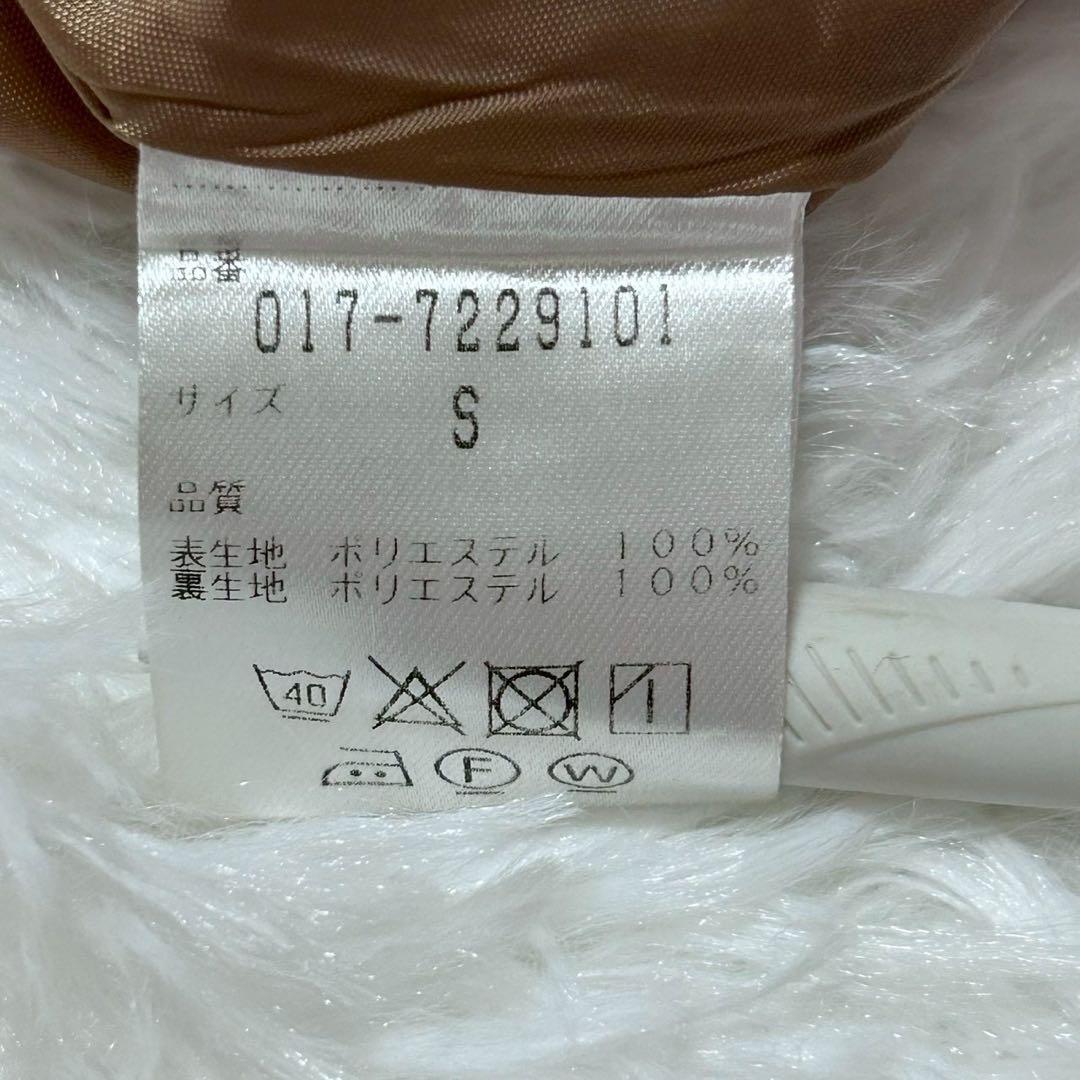 品番
017-7229101
サイズ S
品質
表生地 ポリエステル 100%
裏生地 ポリエステル 100%
40
F W